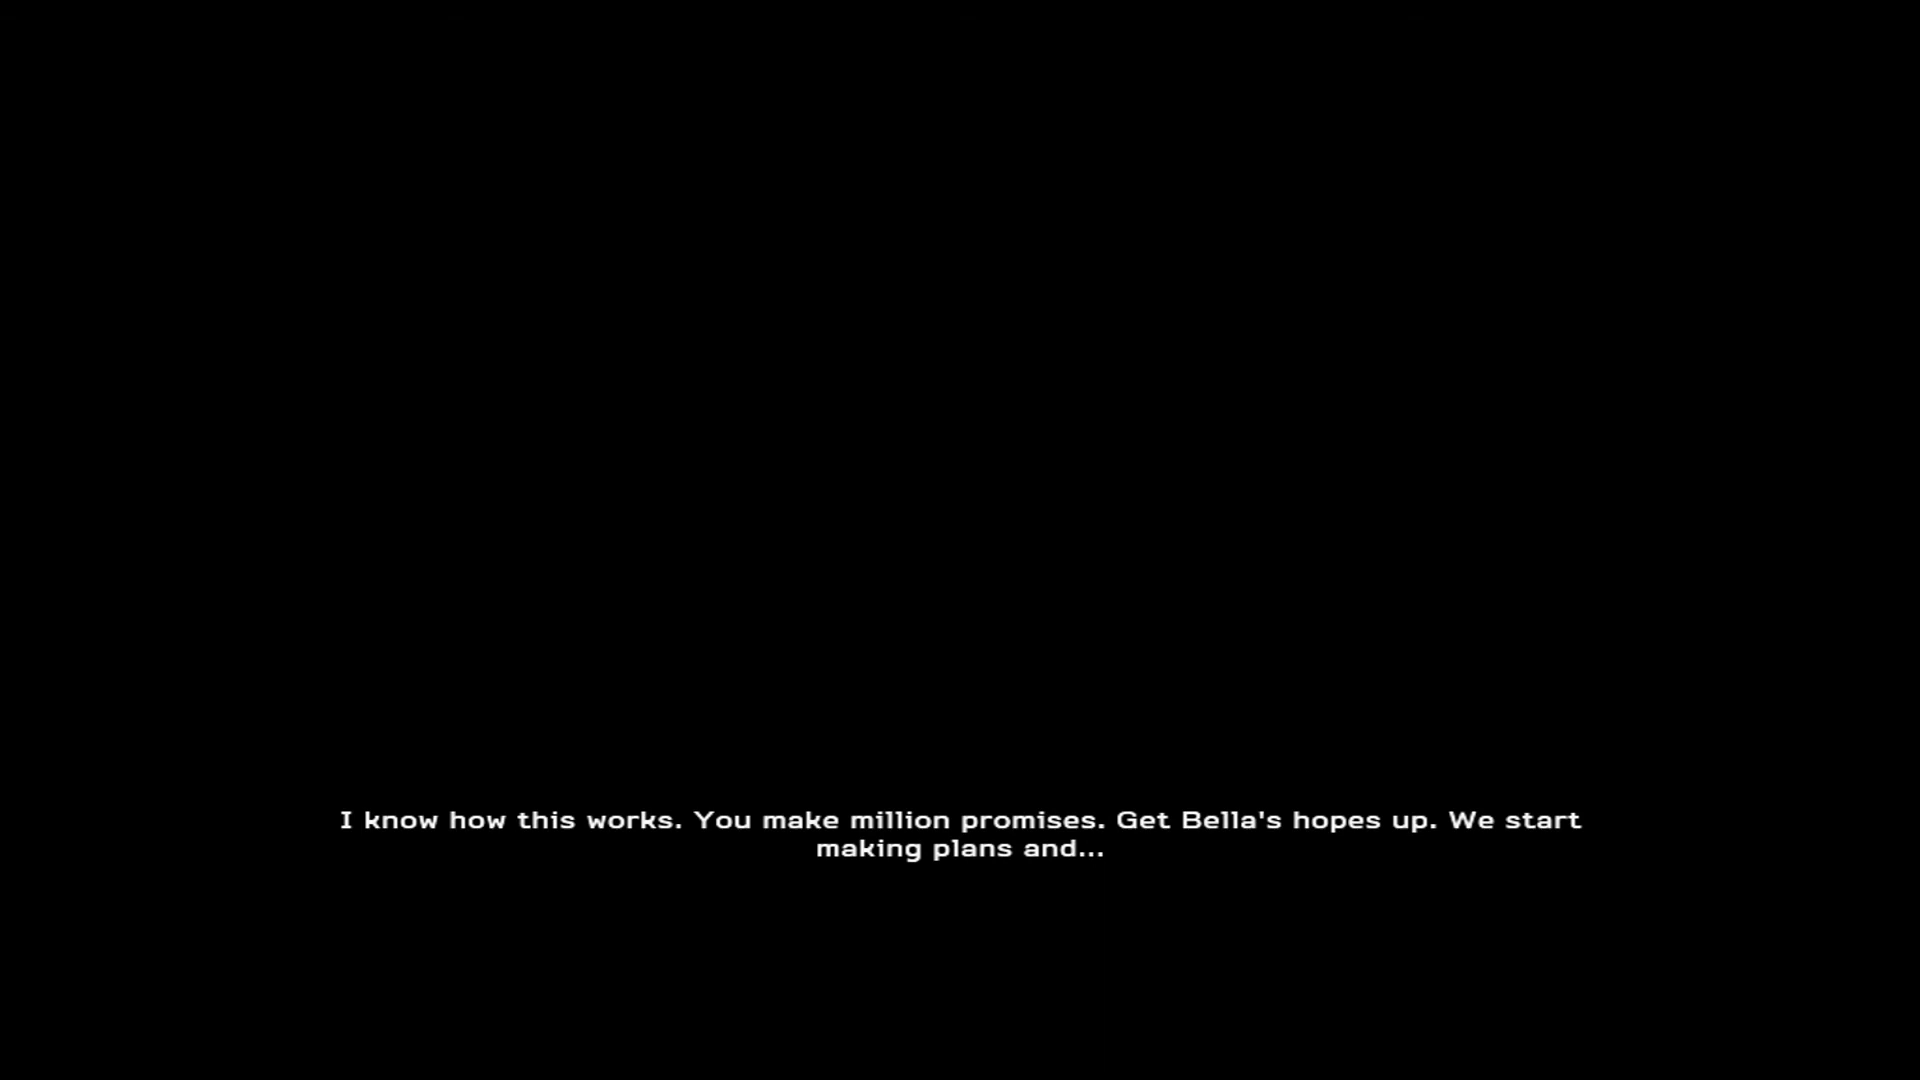 I know how this works. You make million promises. Get Bella's hopes up. We start
making plans and...